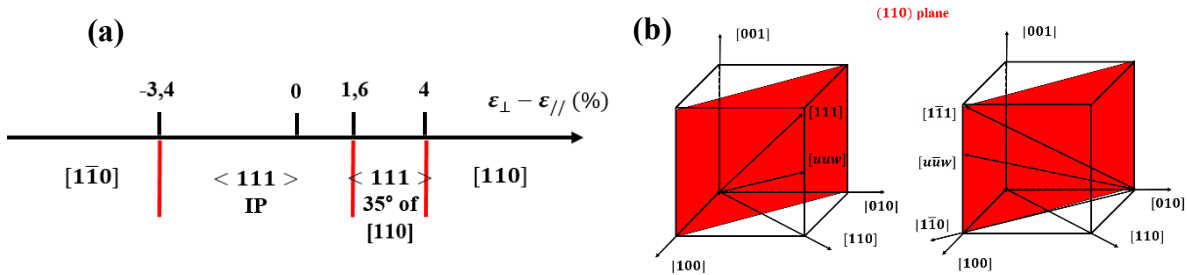 (a)
-3,4 0 1,6 4 ε⊥ − ε// (%)
[11̄0] < 111 > < 111 > [110]
IP 35° of
[110]
(b)
(110) plane
[001]
[111]
[uuw]
|010|
[110]
|100|
|001|
[11̄1]
[uūw]
[010]
|11̄0|
[110]
[100]